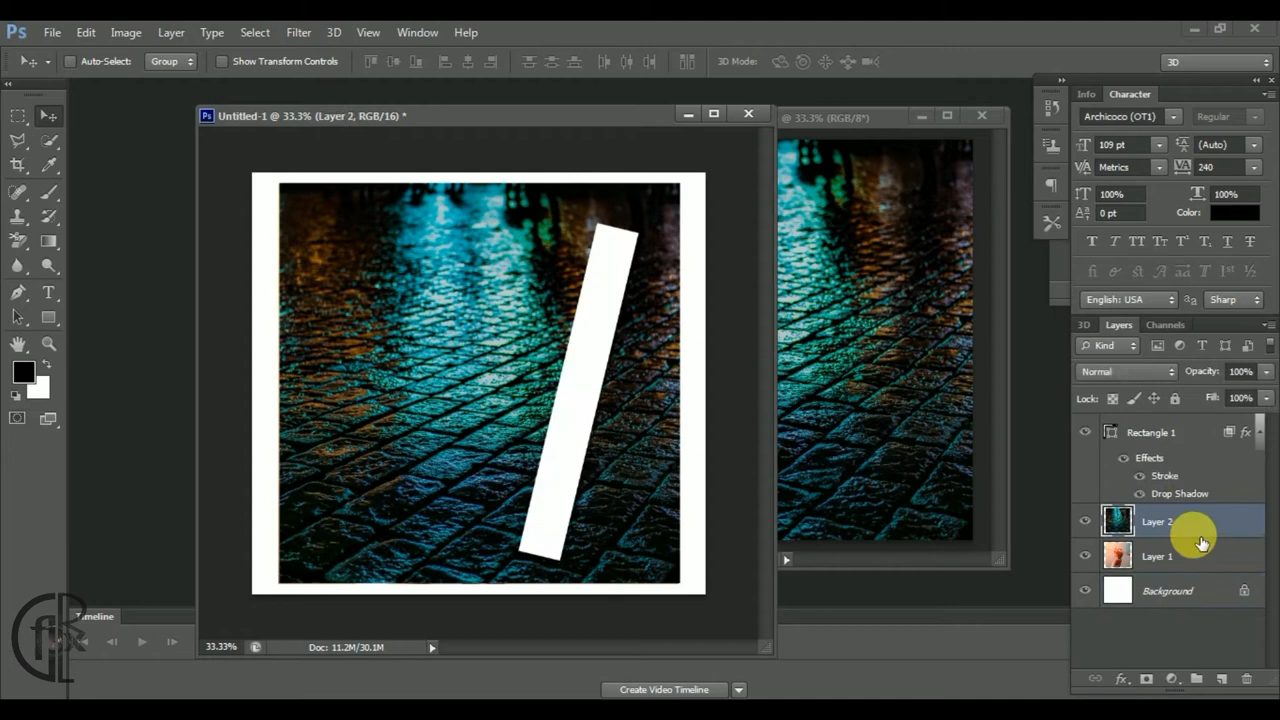 Ps File Edit Image Layer Type Select Filter 3D View Window Help
Auto-Select: Group Show Transform Controls 3D Mode: 3D
Untitled-1 @ 33.3% (Layer 2, RGB/16) *
@ 33.3% (RGB/8*)
Info Character
Archicoco (OT1) Regular
109 pt (Auto)
Metrics 240
100% 100%
0 pt Color:
English: USA Sharp
3D Layers Channels
Kind
Normal Opacity: 100%
Lock: Fill: 100%
Rectangle 1 fx
Effects
Stroke
Drop Shadow
Layer 2
Layer 1
Background
33.33% Doc: 11.2M/30.1M
Timeline
Create Video Timeline